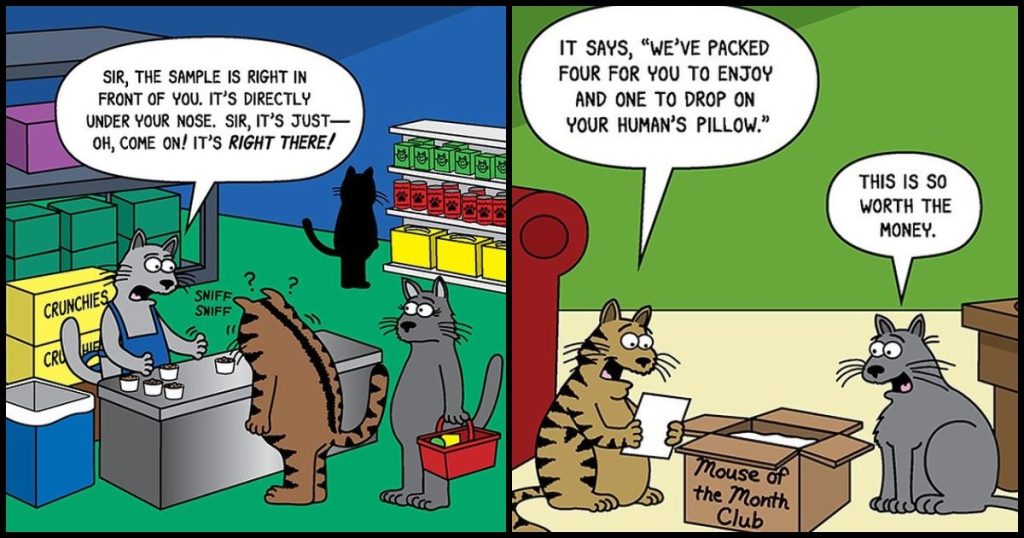 SIR, THE SAMPLE IS RIGHT IN
FRONT OF YOU. IT'S DIRECTLY
UNDER YOUR NOSE. SIR, IT'S JUST—
OH, COME ON! IT'S RIGHT THERE!
CRUNCHIES
CRUNCHIES
?
?
SNIFF
SNIFF
IT SAYS, "WE'VE PACKED
FOUR FOR YOU TO ENJOY
AND ONE TO DROP ON
YOUR HUMAN'S PILLOW."
THIS IS SO
WORTH THE
MONEY.
Mouse of
the Month
Club